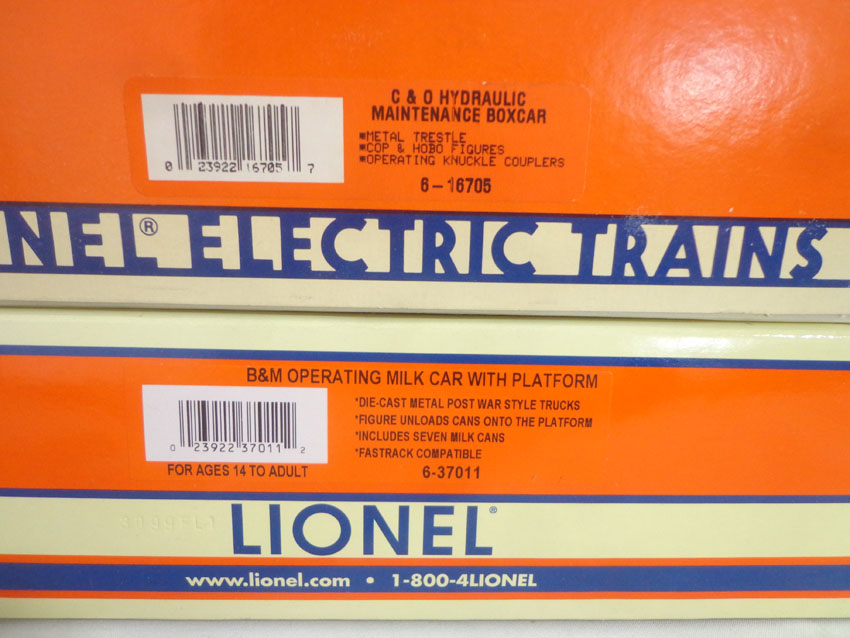 C & O HYDRAULIC
MAINTENANCE BOXCAR
■METAL TRESTLE
■COP & HOBO FIGURES
■OPERATING KNUCKLE COUPLERS
6-16705
0 23922 16705 7
NEL® ELECTRIC TRAINS
B&M OPERATING MILK CAR WITH PLATFORM
*DIE-CAST METAL POST WAR STYLE TRUCKS
*FIGURE UNLOADS CANS ONTO THE PLATFORM
*INCLUDES SEVEN MILK CANS
*FASTRACK COMPATIBLE
6-37011
0 23922 37011 2
FOR AGES 14 TO ADULT
LIONEL®
www.lionel.com • 1-800-4LIONEL